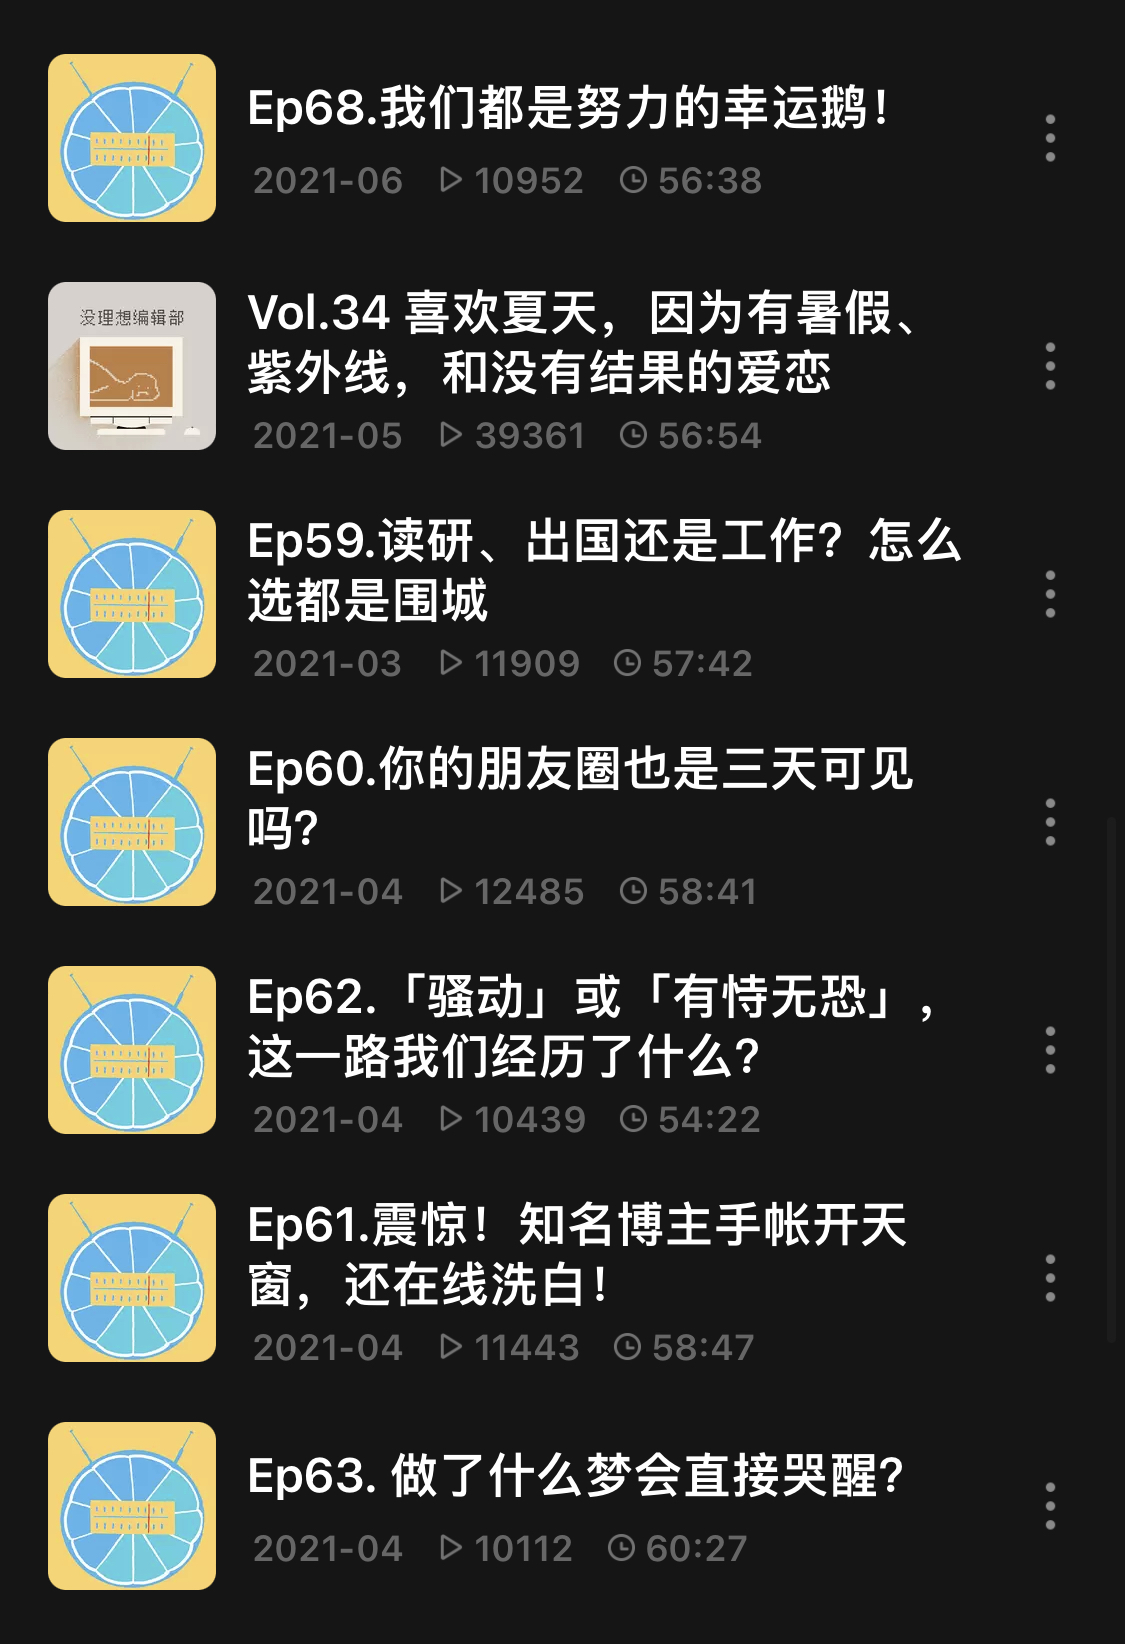 Ep68.我们都是努力的幸运鹅！
2021-06 10952 56:38
没理想编辑部
Vol.34 喜欢夏天，因为有暑假、
紫外线，和没有结果的爱恋
2021-05 39361 56:54
Ep59.读研、出国还是工作？怎么
选都是围城
2021-03 11909 57:42
Ep60.你的朋友圈也是三天可见
吗?
2021-04 12485 58:41
Ep62.「骚动」或「有恃无恐」，
这一路我们经历了什么？
2021-04 10439 54:22
Ep61.震惊！知名博主手帐开天
窗，还在线洗白！
2021-04 11443 58:47
Ep63. 做了什么梦会直接哭醒?
2021-04 10112 60:27